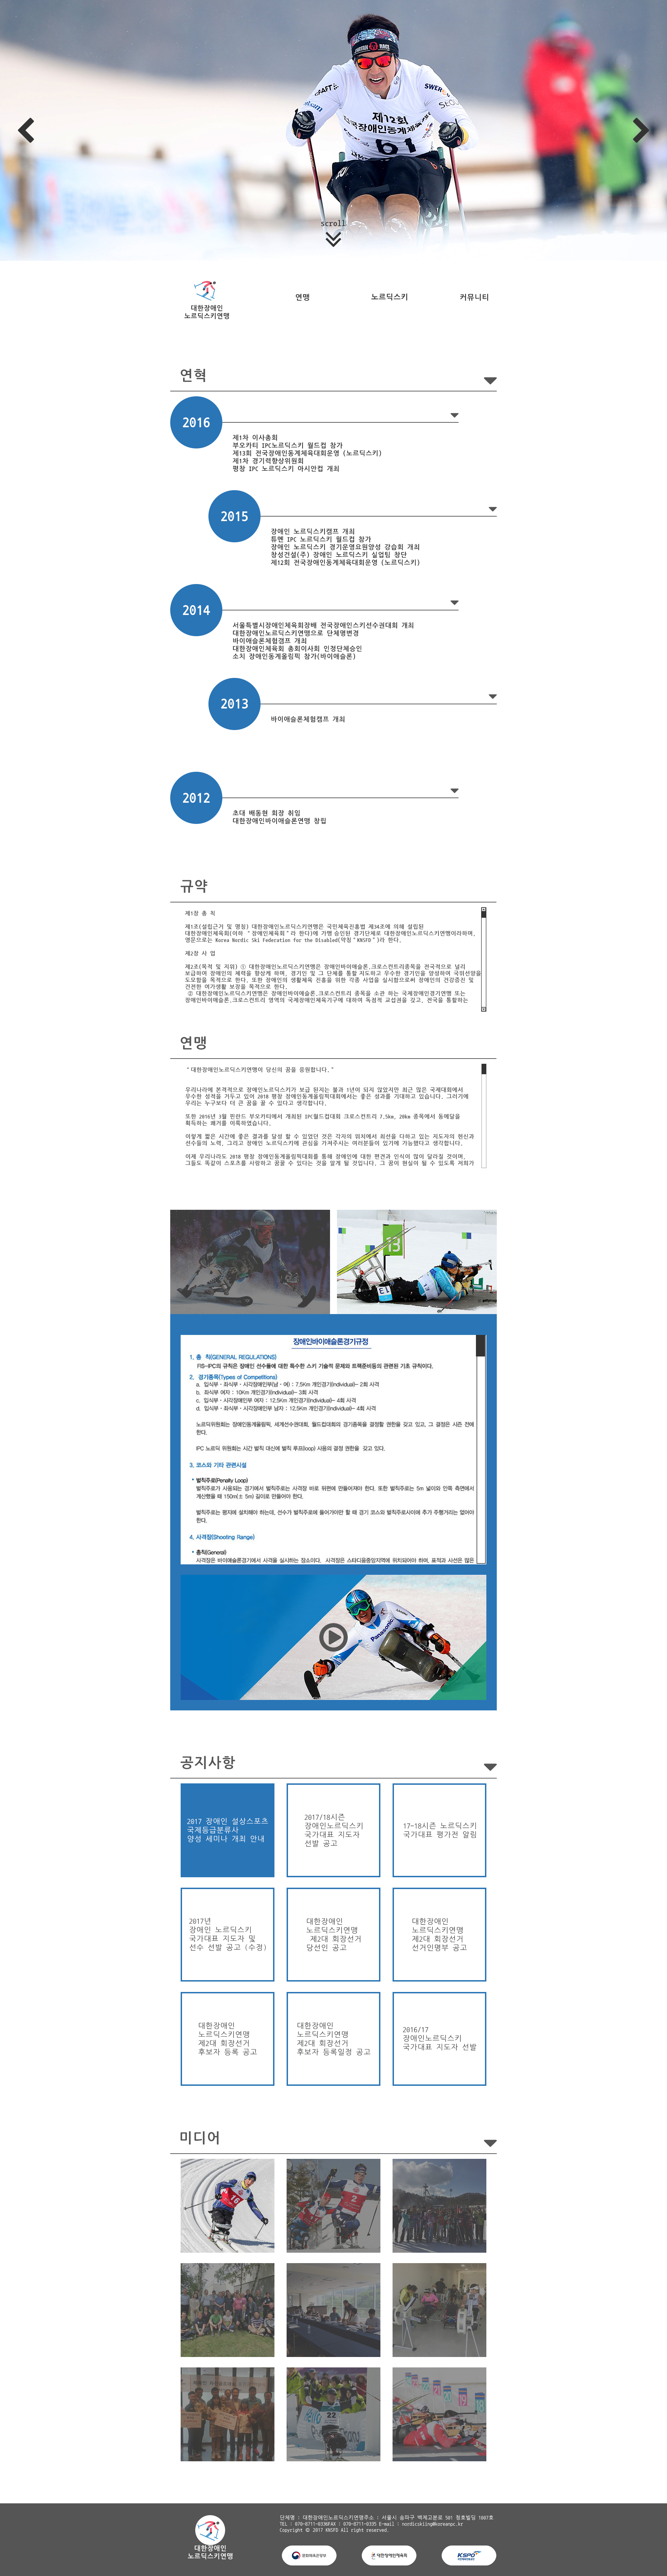 CRAFT
SWER
제12회
전국장애인동계체육
61
scroll
대한장애인
노르딕스키연맹
연맹
노르딕스키
커뮤니티
연혁
2016
제1차 이사총회
부오카티 IPC노르딕스키 월드컵 참가
제13회 전국장애인동계체육대회운영 (노르딕스키)
제1차 경기력향상위원회
평창 IPC 노르딕스키 아시안컵 개최
2015
장애인 노르딕스키캠프 개최
튜멘 IPC 노르딕스키 월드컵 참가
장애인 노르딕스키 경기운영요원양성 강습회 개최
창성건설(주) 장애인 노르딕스키 실업팀 창단
제12회 전국장애인동계체육대회운영 (노르딕스키)
2014
서울특별시장애인체육회장배 전국장애인스키선수권대회 개최
대한장애인노르딕스키연맹으로 단체명변경
바이애슬론체험캠프 개최
대한장애인체육회 총회이사회 인정단체승인
소치 장애인동계올림픽 참가(바이애슬론)
2013
바이애슬론체험캠프 개최
2012
초대 배동현 회장 취임
대한장애인바이애슬론연맹 창립
규약
제1장 총 칙
제1조(설립근거 및 명칭) 대한장애인노르딕스키연맹은 국민체육진흥법 제34조에 의해 설립된
대한장애인체육회(이하 "장애인체육회"라 한다)에 가맹 승인된 경기단체로 대한장애인노르딕스키연맹이라하며,
영문으로는 Korea Nordic Ski Federation for the Disabled(약칭"KNSFD")라 한다.
제2장 사 업
제2조(목적 및 지위) ① 대한장애인노르딕스키연맹은 장애인바이애슬론,크로스컨트리종목을 전국적으로 널리
보급하여 장애인의 체력을 향상케 하며, 경기인 및 그 단체를 통할 지도하고 우수한 경기인을 양성하여 국위선양을
도모함을 목적으로 한다. 또한 장애인의 생활체육 진흥을 위한 각종 사업을 실시함으로써 장애인의 건강증진 및
건전한 여가생활 보장을 목적으로 한다.
② 대한장애인노르딕스키연맹은 장애인바이애슬론,크로스컨트리 종목을 소관 하는 국제장애인경기연맹 또는
장애인바이애슬론,크로스컨트리 영역의 국제장애인체육기구에 대하여 독점적 교섭권을 갖고, 전국을 통할하는
연맹
"대한장애인노르딕스키연맹이 당신의 꿈을 응원합니다."
우리나라에 본격적으로 장애인노르딕스키가 보급 된지는 불과 1년이 되지 않았지만 최근 많은 국제대회에서
우수한 성적을 거두고 있어 2018 평창 장애인동계올림픽대회에서는 좋은 성과를 기대하고 있습니다. 그러기에
우리는 누구보다 더 큰 꿈을 꿀 수 있다고 생각합니다.
또한 2016년 3월 핀란드 부오카티에서 개최된 IPC월드컵대회 크로스컨트리 7.5km, 20km 종목에서 동메달을
획득하는 쾌거를 이룩하였습니다.
이렇게 짧은 시간에 좋은 결과를 달성 할 수 있었던 것은 각자의 위치에서 최선을 다하고 있는 지도자의 헌신과
선수들의 노력, 그리고 장애인 노르딕스키에 관심을 가져주시는 여러분들이 있기에 가능했다고 생각합니다.
이제 우리나라도 2018 평창 장애인동계올림픽대회를 통해 장애인에 대한 편견과 인식이 많이 달라질 것이며,
그들도 똑같이 스포츠를 사랑하고 꿈꿀 수 있다는 것을 알게 될 것입니다. 그 꿈이 현실이 될 수 있도록 저희가
13
장애인바이애슬론경기규정
1. 총 칙(GENERAL REGULATIONS)
FIS-IPC의 규칙은 장애인 선수들에 대한 특수한 스키 기술적 문제와 트랙준비등의 관련된 기초 규칙이다.
2. 경기종목(Types of Competitions)
a. 입식부・좌식부・시각장애인부(남・여) : 7.5Km 개인경기(Individual)- 2회 사격
b. 좌식부 여자 : 10Km 개인경기(Individual)- 3회 사격
c. 입식부・시각장애인부 여자 : 12.5Km 개인경기(Individual)- 4회 사격
d. 입식부・좌식부・시각장애인부 남자 : 12.5Km 개인경기(Individual)- 4회 사격
노르딕위원회는 장애인동계올림픽, 세계선수권대회, 월드컵대회의 경기종목을 결정할 권한을 갖고 있고, 그 결정은 시즌 전에
한다.
IPC 노르딕 위원회는 시간 벌칙 대신에 벌칙 루프(loop) 사용의 결정 권한을 갖고 있다.
3. 코스와 기타 관련시설
* 벌칙주로(Penalty Loop)
벌칙주로가 사용되는 경기에서 벌칙주로는 사격장 바로 뒤편에 만들어져야 한다. 또한 벌칙주로는 5m 넓이와 안쪽 측면에서
계산했을 때 150m(± 5m) 길이로 만들어야 한다.
벌칙주로는 평지에 설치해야 하는데, 선수가 벌칙주로에 들어가야만 할 때 경기 코스와 벌칙주로사이에 추가 주행거리는 없어야
한다.
4. 사격장(Shooting Range)
* 총칙(General)
사격장은 바이애슬론경기에서 사격을 실시하는 장소이다. 사격장은 스타디움중앙지역에 위치되어야 하며, 표적과 사선은 많은
Panasonic
공지사항
2017 장애인 설상스포츠
국제등급분류사
양성 세미나 개최 안내
2017/18시즌
장애인노르딕스키
국가대표 지도자
선발 공고
17-18시즌 노르딕스키
국가대표 평가전 알림
2017년
장애인 노르딕스키
국가대표 지도자 및
선수 선발 공고 (수정)
대한장애인
노르딕스키연맹
제2대 회장선거
당선인 공고
대한장애인
노르딕스키연맹
제2대 회장선거
선거인명부 공고
대한장애인
노르딕스키연맹
제2대 회장선거
후보자 등록 공고
대한장애인
노르딕스키연맹
제2대 회장선거
후보자 등록일정 공고
2016/17
장애인노르딕스키
국가대표 지도자 선발
미디어
16
2
22
대한장애인
노르딕스키연맹
단체명 : 대한장애인노르딕스키연맹주소 : 서울시 송파구 백제고분로 501 청호빌딩 1007호
TEL : 070-8711-0336FAX : 070-8711-0335 E-mail : nordicskiing@koreanpc.kr
Copyright © 2017 KNSFD All right reserved.
문화체육관광부
대한장애인체육회
KSPO